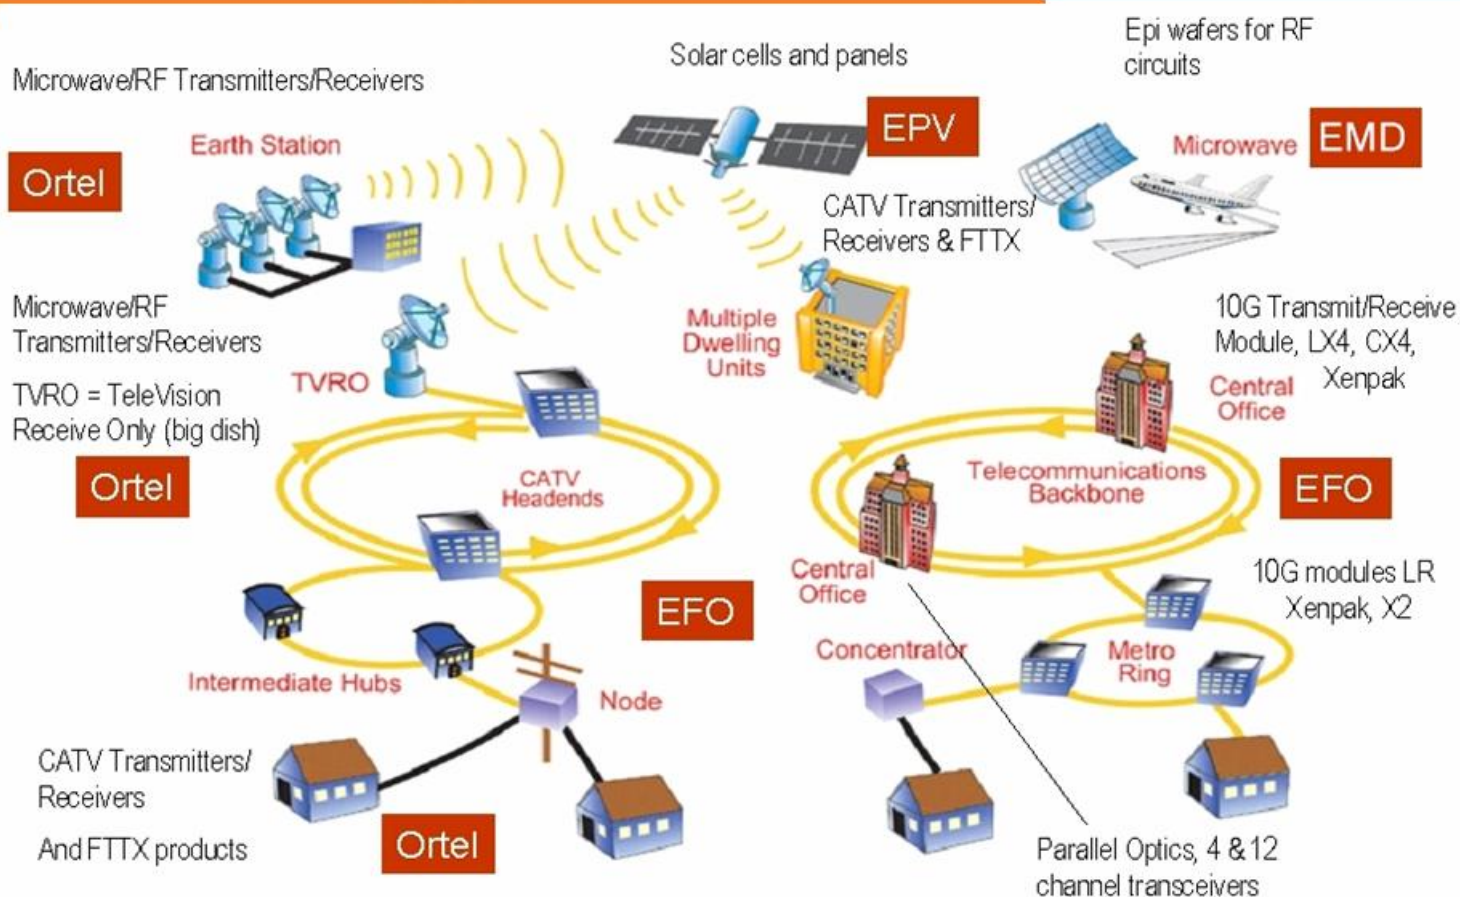 Microwave/RF Transmitters/Receivers
Solar cells and panels
Epi wafers for RF
circuits
Earth Station
Ortel
EPV
Microwave
EMD
CATV Transmitters/
Receivers & FTTX
Microwave/RF
Transmitters/Receivers
TVRO
TVRO = TeleVision
Receive Only (big dish)
Ortel
Multiple
Dwelling
Units
10G Transmit/Receive
Module, LX4, CX4,
Xenpak
Central
Office
CATV
Headends
Telecommunications
Backbone
EFO
Central
Office
10G modules LR
Xenpak, X2
EFO
Intermediate Hubs
Node
Concentrator
Metro
Ring
CATV Transmitters/
Receivers
And FTTX products
Ortel
Parallel Optics, 4 & 12
channel transceivers